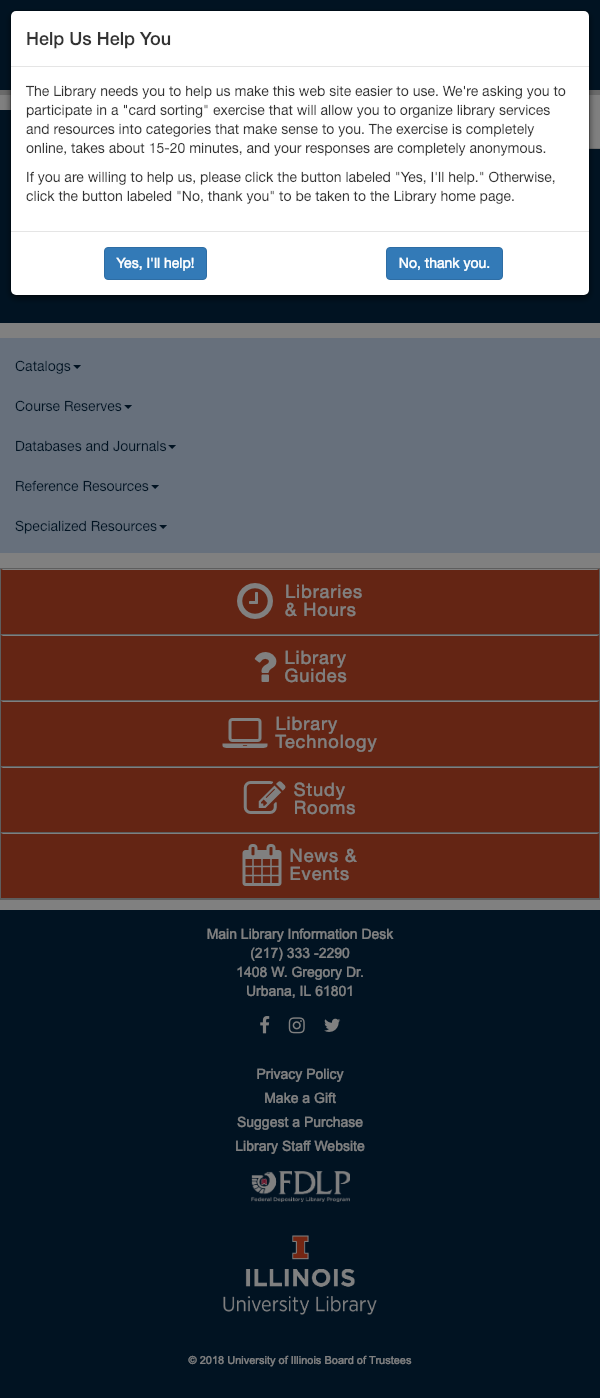 Help Us Help You
The Library needs you to help us make this web site easier to use. We're asking you to
participate in a "card sorting" exercise that will allow you to organize library services
and resources into categories that make sense to you. The exercise is completely
online, takes about 15-20 minutes, and your responses are completely anonymous.
If you are willing to help us, please click the button labeled "Yes, I'll help." Otherwise,
click the button labeled "No, thank you" to be taken to the Library home page.
Yes, I'll help!
No, thank you.
Catalogs
Course Reserves
Databases and Journals
Reference Resources
Specialized Resources
Libraries
& Hours
Library
Guides
Library
Technology
Study
Rooms
News &
Events
Main Library Information Desk
(217) 333 -2290
1408 W. Gregory Dr.
Urbana, IL 61801
Privacy Policy
Make a Gift
Suggest a Purchase
Library Staff Website
FDLP
Federal Depository Library Program
I
ILLINOIS
University Library
© 2018 University of Illinois Board of Trustees